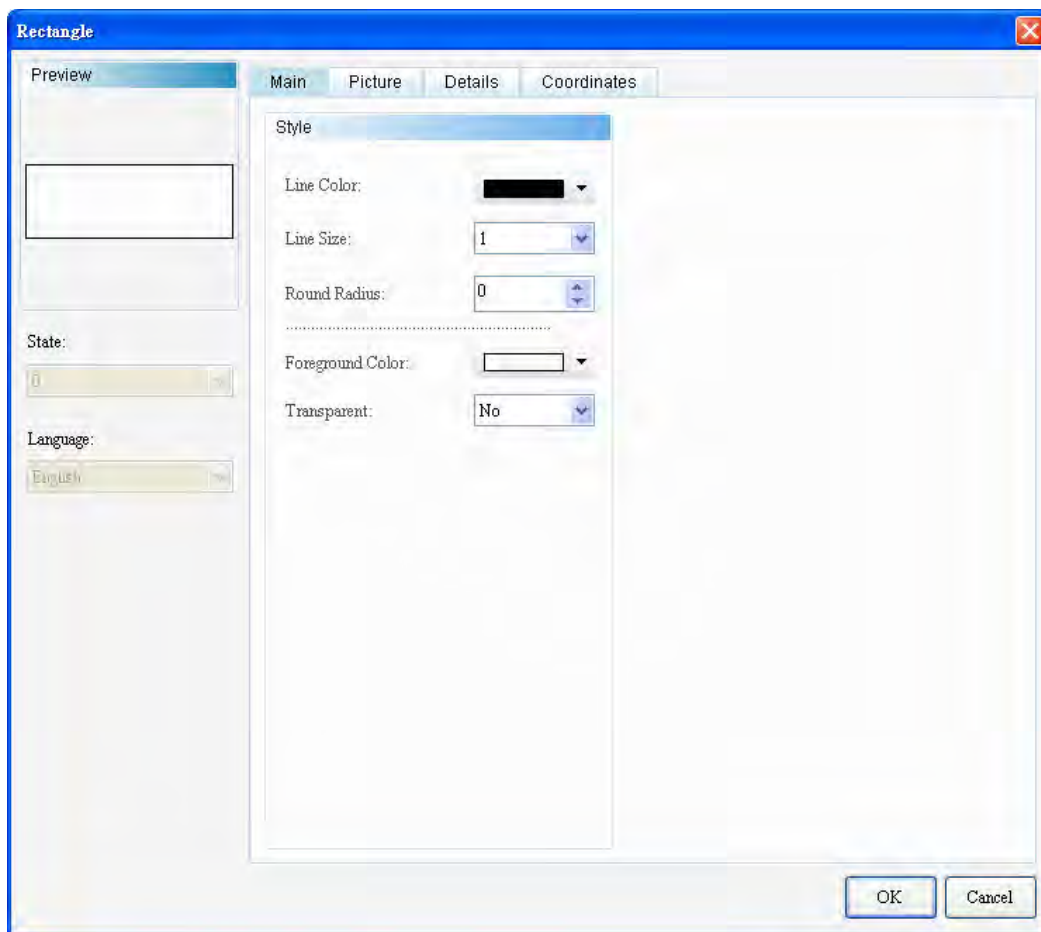 Rectangle
Preview
Main Picture Details Coordinates
Style
Line Color:
Line Size: 1
Round Radius: 0
Foreground Color:
Transparent: No
State:
0
Language:
English
OK Cancel